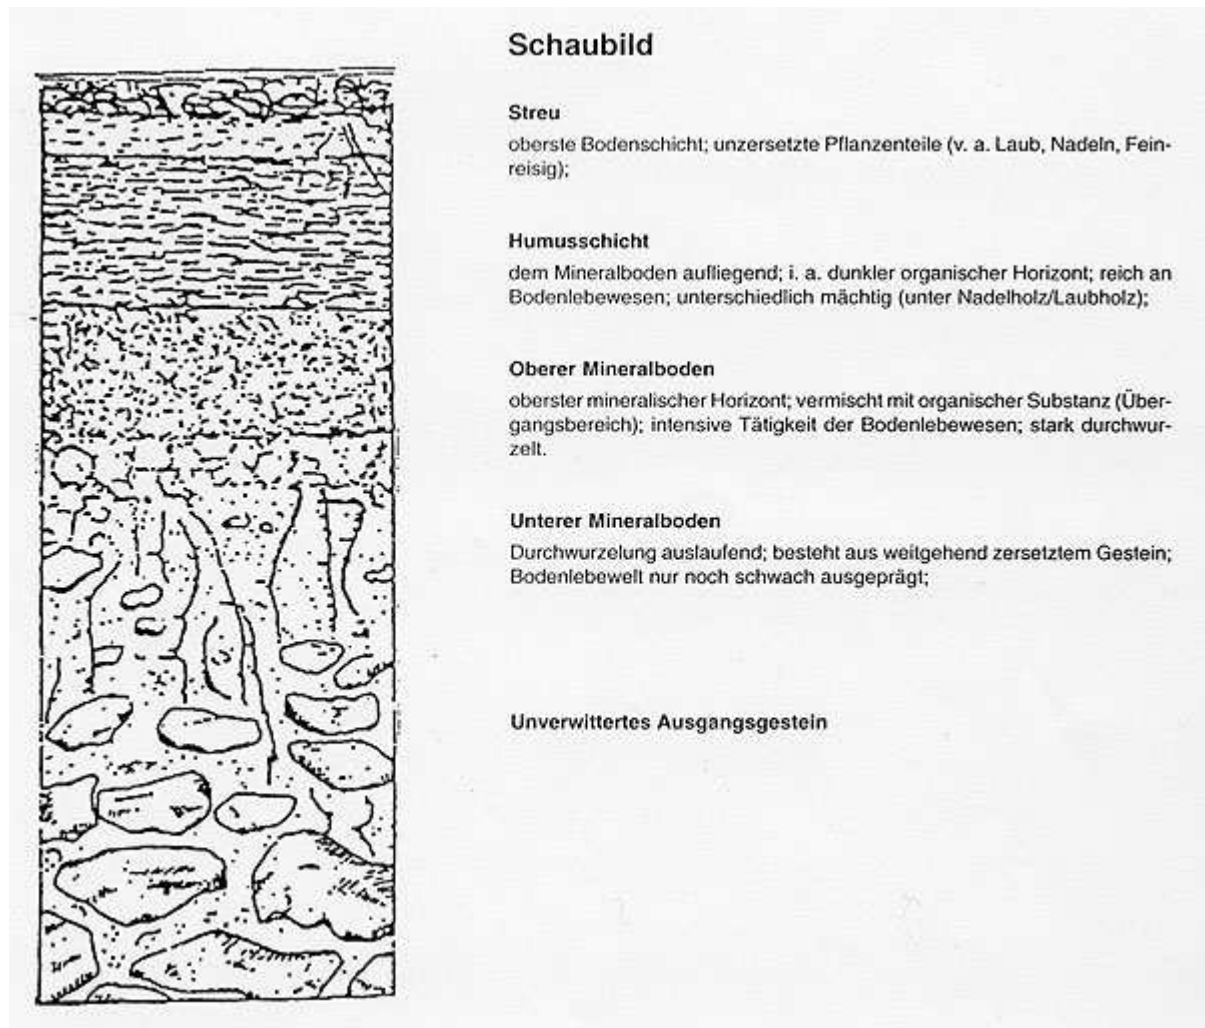 Schaubild
Streu
oberste Bodenschicht; unzersetzte Pflanzenteile (v. a. Laub, Nadeln, Fein-
reisig);
Humusschicht
dem Mineralboden aufliegend; i. a. dunkler organischer Horizont; reich an
Bodenlebewesen; unterschiedlich mächtig (unter Nadelholz/Laubholz);
Oberer Mineralboden
oberster mineralischer Horizont; vermischt mit organischer Substanz (Über-
gangsbereich); intensive Tätigkeit der Bodenlebewesen; stark durchwur-
zelt.
Unterer Mineralboden
Durchwurzelung auslaufend; besteht aus weitgehend zersetztem Gestein;
Bodenlebewelt nur noch schwach ausgeprägt;
Unverwittertes Ausgangsgestein